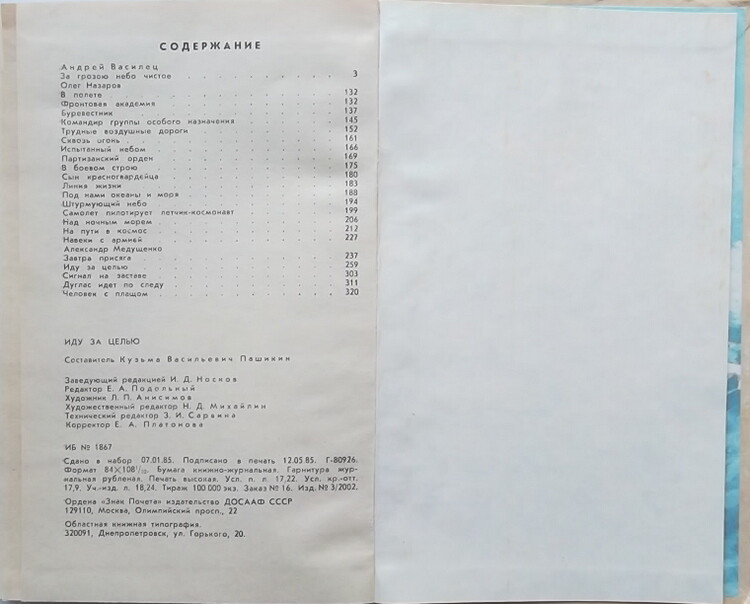 СОДЕРЖАНИЕ
Андрей Василец
За грозою небо чистое . . . . . . . . . . 3
Олег Назаров
В полете . . . . . . . . . . 132
Фронтовая академия . . . . . . . . . . 132
Буревестник . . . . . . . . . . 137
Командир группы особого назначения . . . . . . 145
Трудные воздушные дороги . . . . . . . . 152
Сквозь огонь . . . . . . . . . . 161
Испытанный небом . . . . . . . . . . 166
Партизанский орден . . . . . . . . . . 169
В боевом строю . . . . . . . . . . 175
Сын красногвардейца . . . . . . . . . . 180
Линия жизни . . . . . . . . . . 183
Под нами океаны и моря . . . . . . . . 188
Штурмующий небо . . . . . . . . . . 194
Самолет пилотирует летчик-космонавт . . . . . . 199
Над ночным морем . . . . . . . . . . 206
На пути в космос . . . . . . . . . . 212
Навеки с армией . . . . . . . . . . 227
Александр Медущенко
Завтра присяга . . . . . . . . . . 237
Иду за целью . . . . . . . . . . 259
Сигнал на заставе . . . . . . . . . . 303
Дуглас идет по следу . . . . . . . . . . 311
Человек с плащом . . . . . . . . . . 320
ИДУ ЗА ЦЕЛЬЮ
Составитель Кузьма Васильевич Пашикин
Заведующий редакцией И. Д. Носков
Редактор Е. А. Подольный
Художник Л. П. Анисимов
Художественный редактор Н. Д. Михайлин
Технический редактор З. И. Сарвина
Корректор Е. А. Платонова
ИБ № 1867
Сдано в набор 07.01.85. Подписано в печать 12.05.85. Г-80926.
Формат 84×108¹/₃₂. Бумага книжно-журнальная. Гарнитура жур-
нальная рубленая. Печать высокая. Усл. п. л. 17,22. Усл. кр.-отт.
17,9. Уч.-изд. л. 18,24. Тираж 100 000 экз. Заказ № 16. Изд. № 3/2002.
Ордена «Знак Почета» издательство ДОСААФ СССР
129110, Москва, Олимпийский просп., 22
Областная книжная типография.
320091, Днепропетровск, ул. Горького, 20.